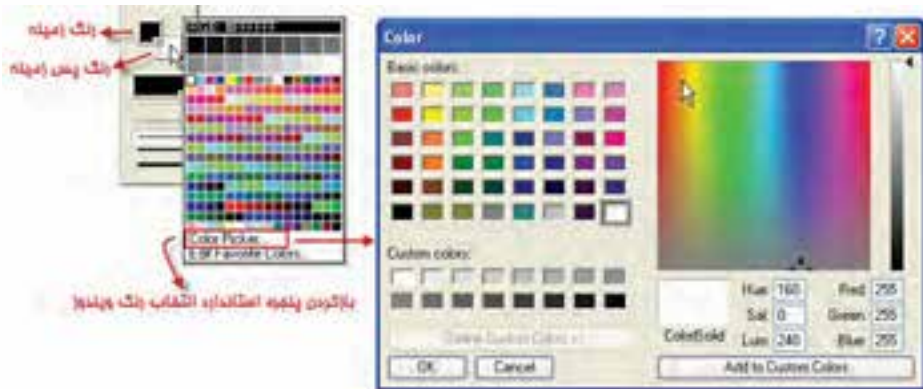 رنگ زمینه
رنگ پس زمینه
Color Picker...
Edit Favorite Colors...
بازکردن پنجره استاندارد انتخاب رنگ ویندوز
Color
Basic colors:
Custom colors:
Define Custom Colors >>
OK Cancel
Color|Solid
Hue: 160 Red: 255
Sat: 0 Green: 255
Lum: 240 Blue: 255
Add to Custom Colors